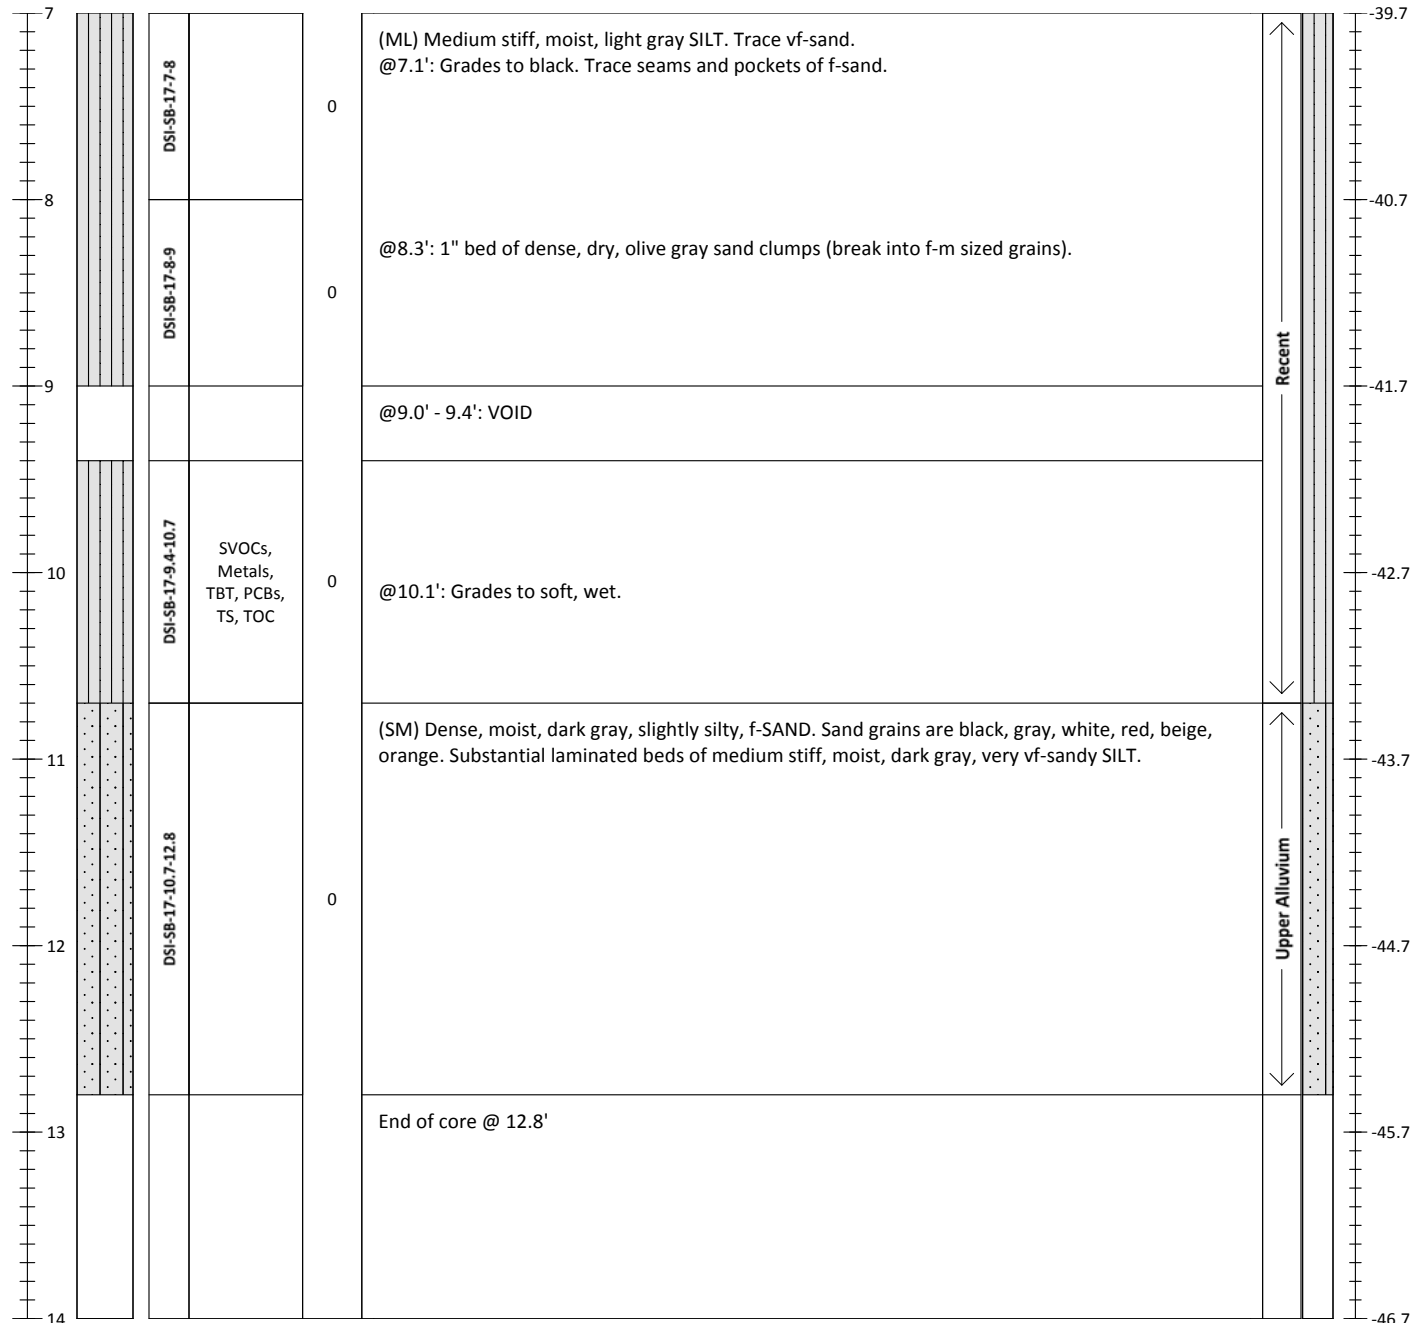 7
-39.7
(ML) Medium stiff, moist, light gray SILT. Trace vf-sand.
@7.1': Grades to black. Trace seams and pockets of f-sand.
DSI-SB-17-7-8
0
8
-40.7
@8.3': 1" bed of dense, dry, olive gray sand clumps (break into f-m sized grains).
DSI-SB-17-8-9
0
Recent
9
-41.7
@9.0' - 9.4': VOID
DSI-SB-17-9.4-10.7
SVOCs,
Metals,
TBT, PCBs,
TS, TOC
0
10
-42.7
@10.1': Grades to soft, wet.
(SM) Dense, moist, dark gray, slightly silty, f-SAND. Sand grains are black, gray, white, red, beige,
orange. Substantial laminated beds of medium stiff, moist, dark gray, very vf-sandy SILT.
11
-43.7
DSI-SB-17-10.7-12.8
0
Upper Alluvium
12
-44.7
End of core @ 12.8'
13
-45.7
14
-46.7